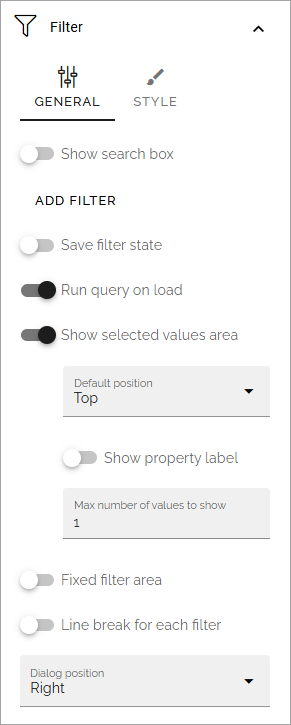 Filter
GENERAL
STYLE
Show search box
ADD FILTER
Save filter state
Run query on load
Show selected values area
Default position
Top
Show property label
Max number of values to show
1
Fixed filter area
Line break for each filter
Dialog position
Right